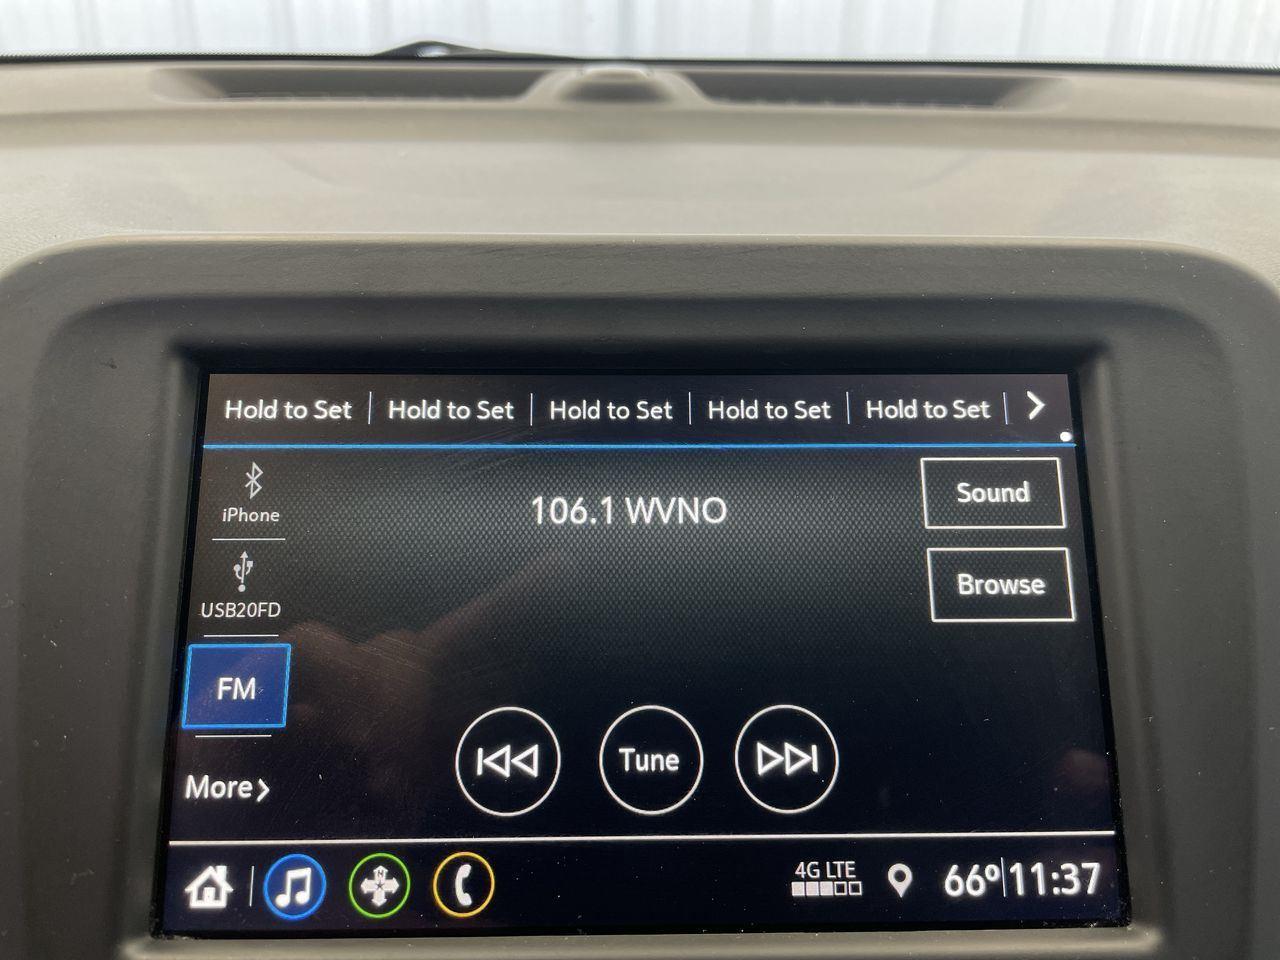 Hold to Set Hold to Set Hold to Set Hold to Set Hold to Set
iPhone
106.1 WVNO
Sound
USB20FD
Browse
FM
More
Tune
N
4G LTE
66° 11:37